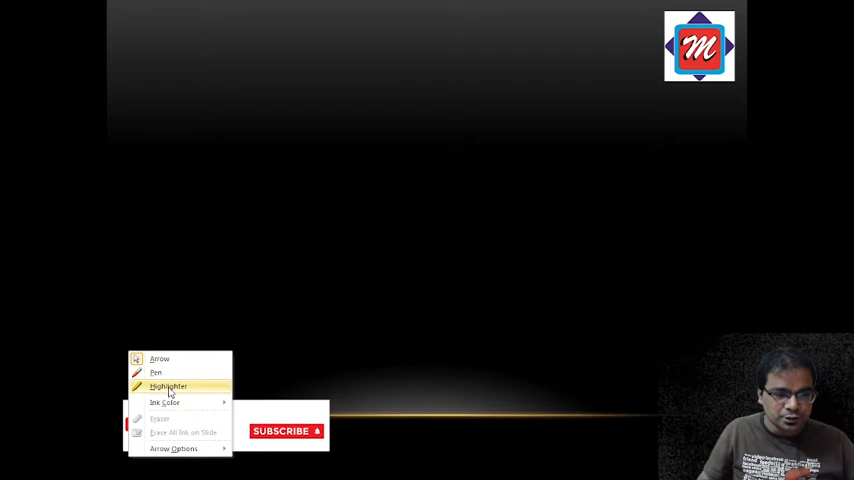 M
Arrow
Pen
Highlighter
Ink Color
Eraser
Erase All Ink on Slide
Arrow Options
SUBSCRIBE